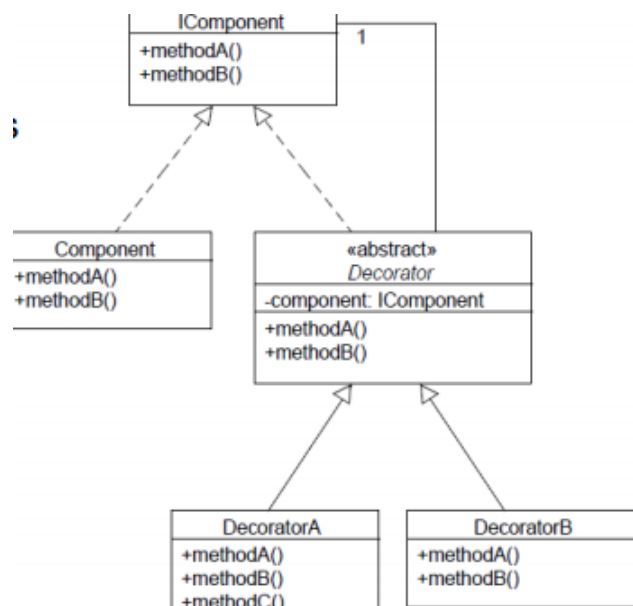 IComponent
1
+methodA()
+methodB()
s
Component
+methodA()
+methodB()
«abstract»
Decorator
-component: IComponent
+methodA()
+methodB()
DecoratorA
+methodA()
+methodB()
+methodC()
DecoratorB
+methodA()
+methodB()